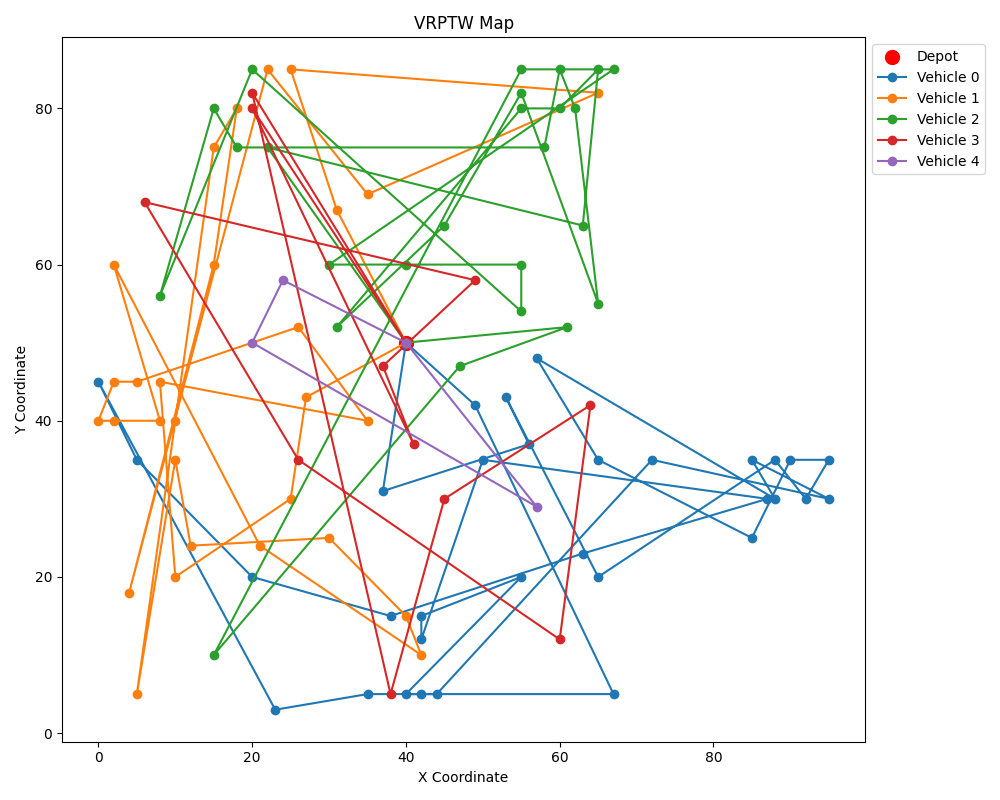 VRPTW Map
Depot
Vehicle 0
Vehicle 1
Vehicle 2
Vehicle 3
Vehicle 4
Y Coordinate
80
60
40
20
0
0
20
40
60
80
X Coordinate